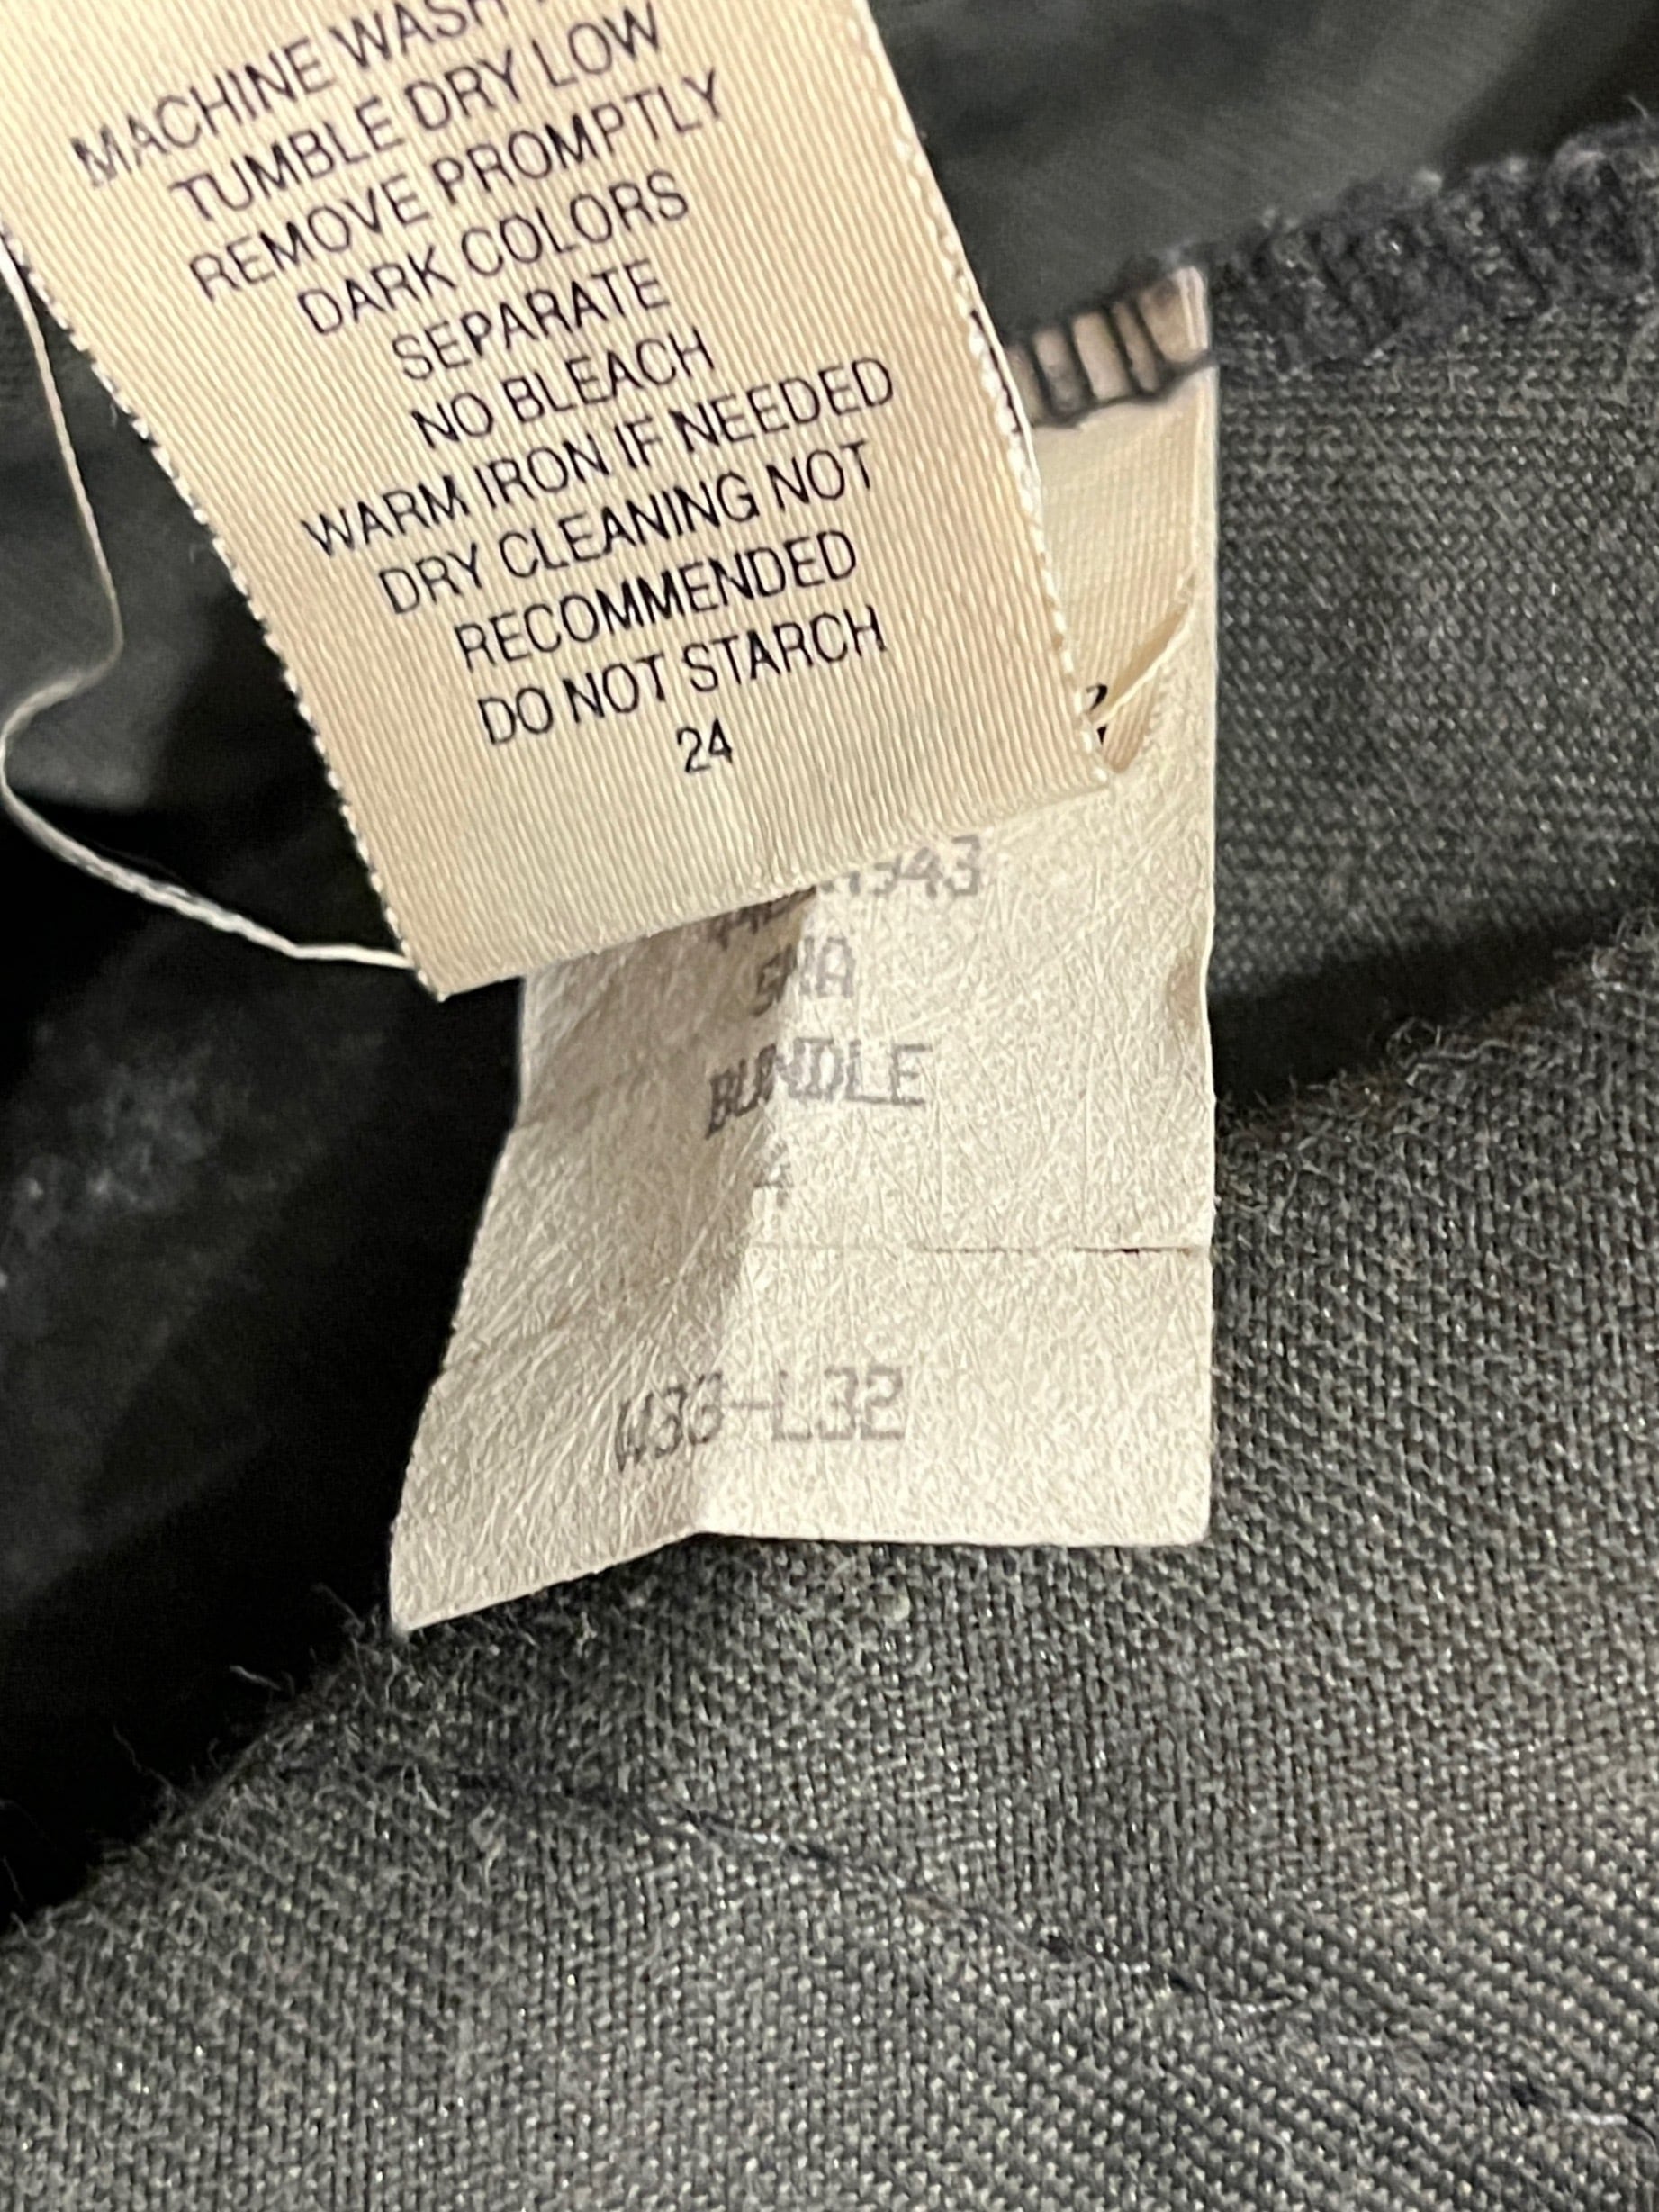 MACHINE WASH
TUMBLE DRY LOW
REMOVE PROMPTLY
DARK COLORS
SEPARATE
NO BLEACH
WARM IRON IF NEEDED
DRY CLEANING NOT
RECOMMENDED
DO NOT STARCH
24
BUNDLE
4